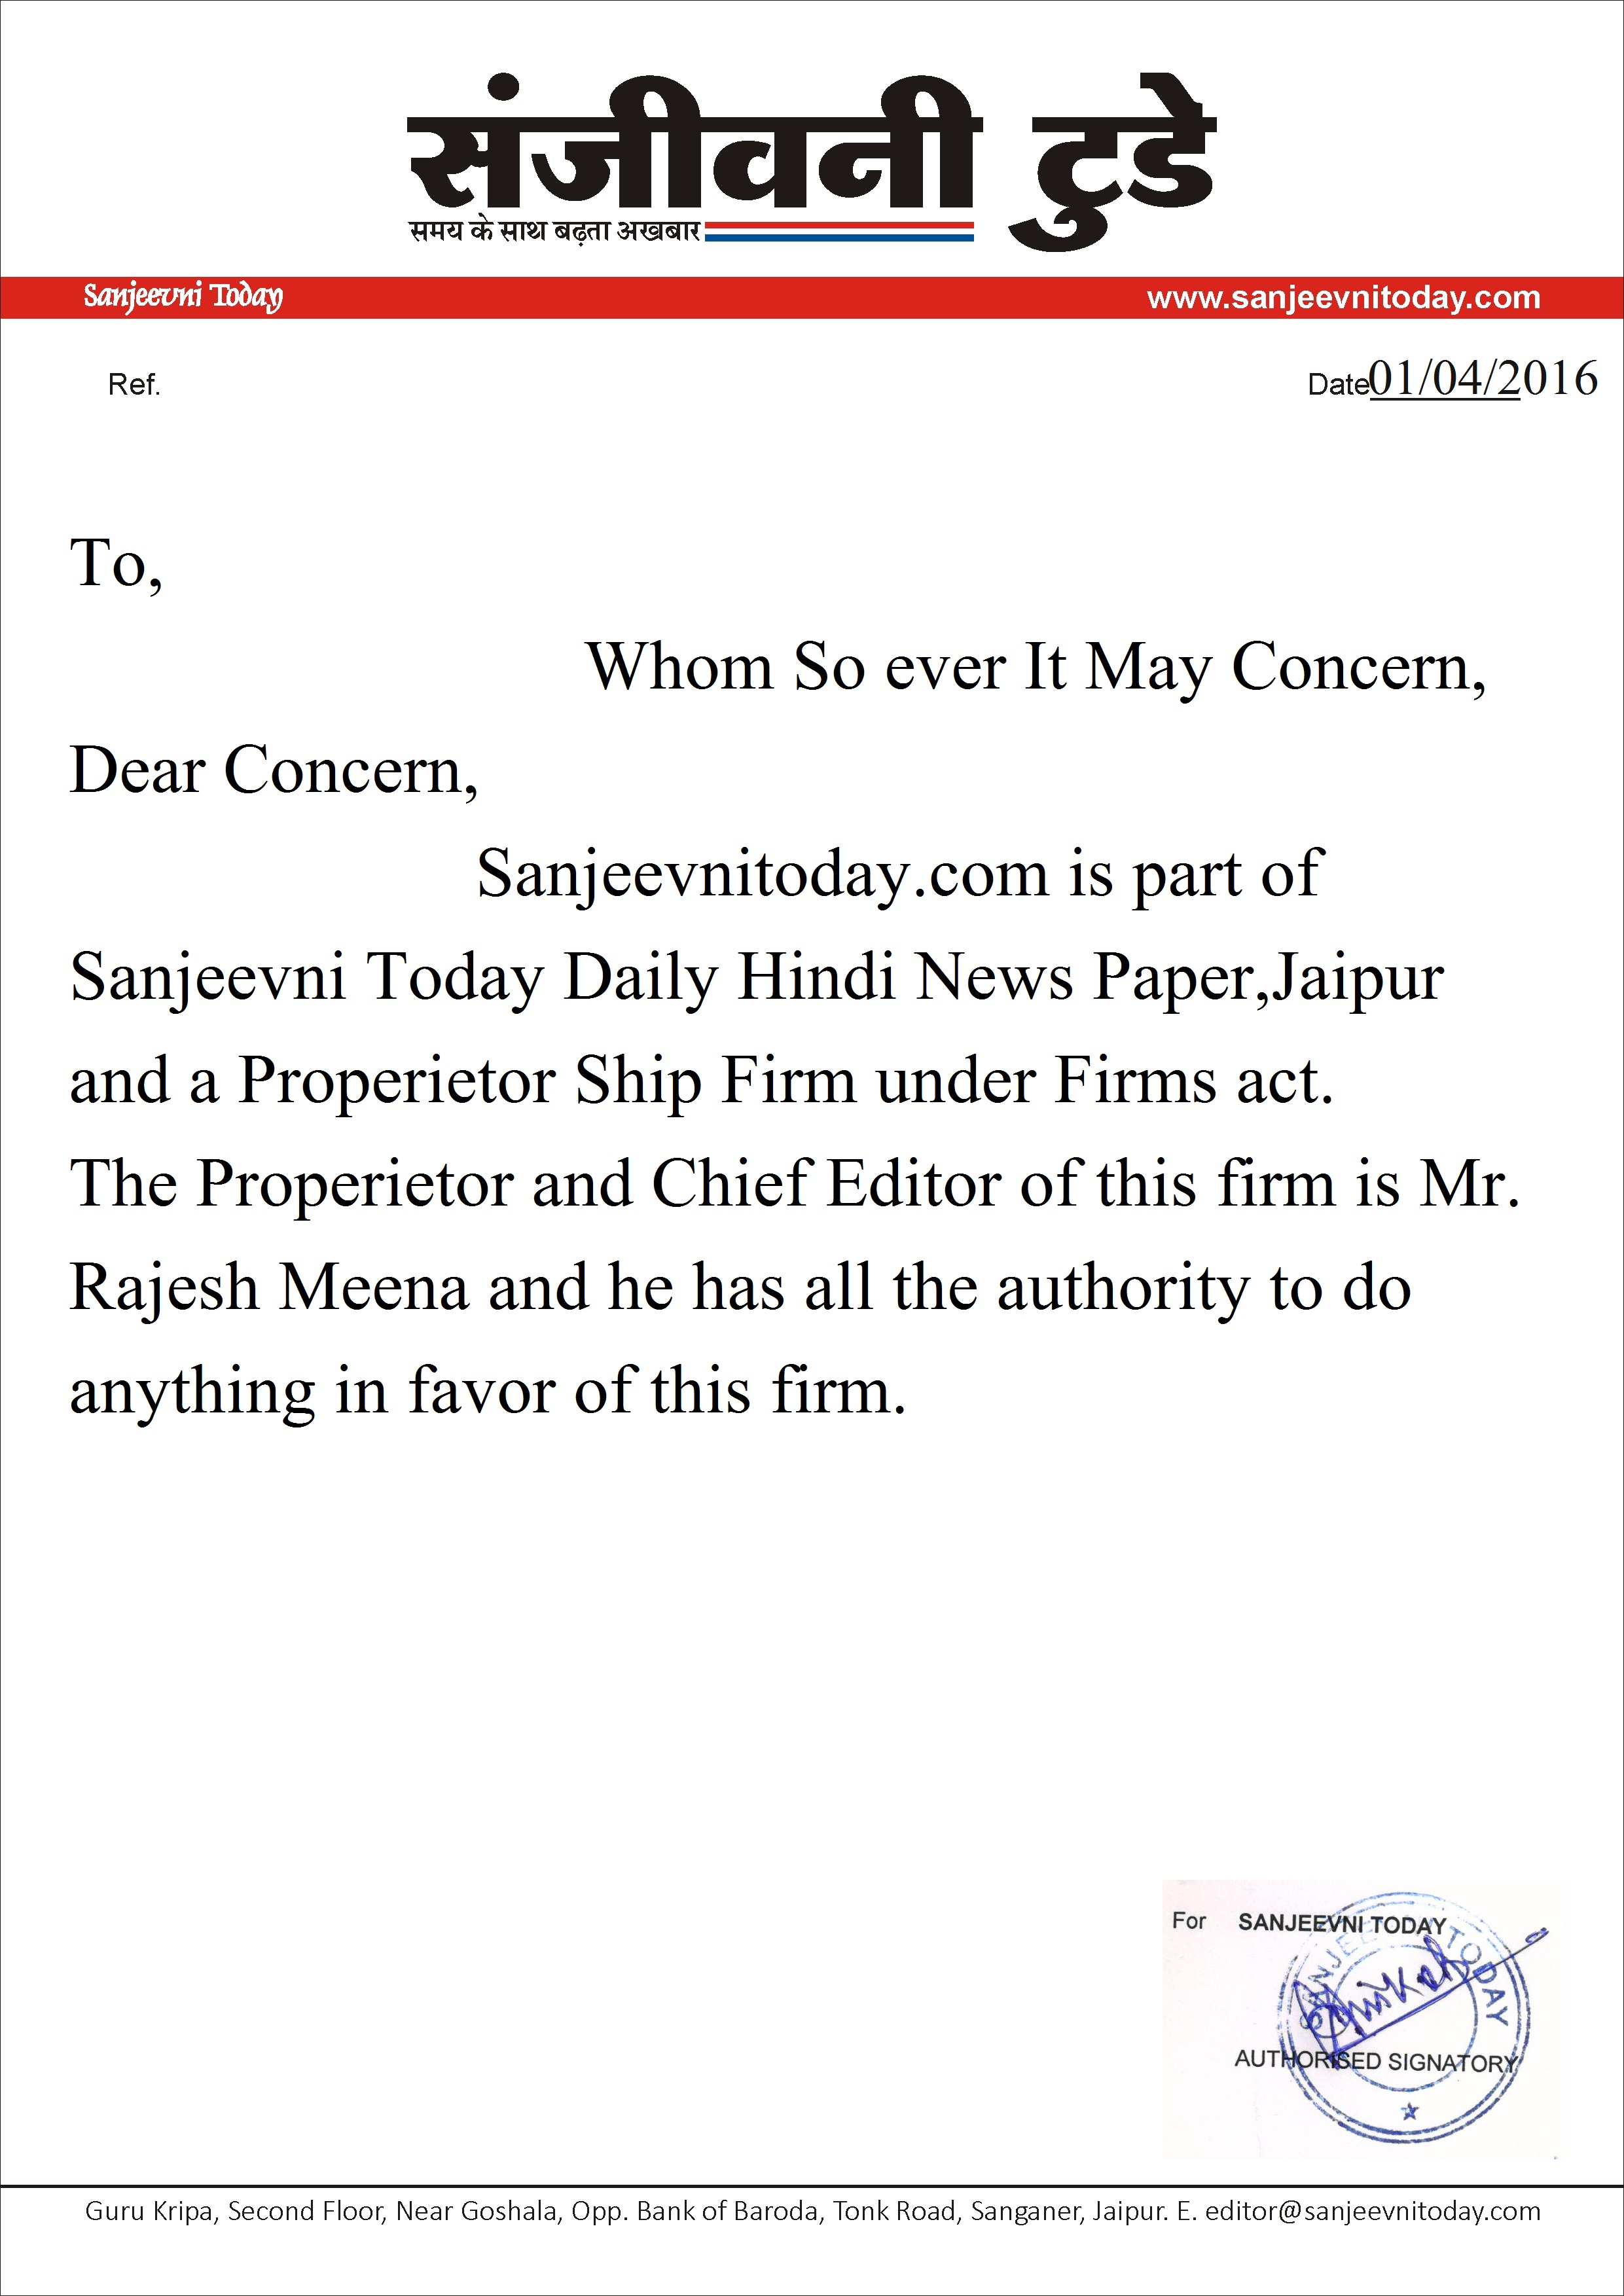 संजीवनी टुडे
समय के साथ बढ़ता अखबार
Sanjeevni Today www.sanjeevnitoday.com
Ref. Date 01/04/2016
To,
Whom So ever It May Concern,
Dear Concern,
Sanjeevnitoday.com is part of
Sanjeevni Today Daily Hindi News Paper,Jaipur
and a Properietor Ship Firm under Firms act.
The Properietor and Chief Editor of this firm is Mr.
Rajesh Meena and he has all the authority to do
anything in favor of this firm.
For SANJEEVNI TODAY
SANJEEVNI TODAY
AUTHORISED SIGNATORY
Guru Kripa, Second Floor, Near Goshala, Opp. Bank of Baroda, Tonk Road, Sanganer, Jaipur. E. editor@sanjeevnitoday.com